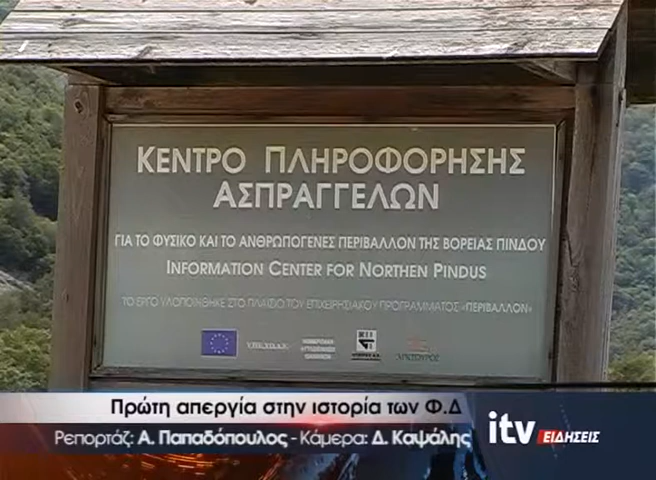 ΚΕΝΤΡΟ ΠΛΗΡΟΦΟΡΗΣΗΣ
ΑΣΠΡΑΓΓΕΛΩΝ
ΓΙΑ ΤΟ ΦΥΣΙΚΟ ΚΑΙ ΤΟ ΑΝΘΡΩΠΟΓΕΝΕΣ ΠΕΡΙΒΑΛΛΟΝ ΤΗΣ ΒΟΡΕΙΑΣ ΠΙΝΔΟΥ
INFORMATION CENTER FOR NORTHEN PINDUS
ΤΟ ΕΡΓΟ ΥΛΟΠΟΙΗΘΗΚΕ ΣΤΟ ΠΛΑΙΣΙΟ ΤΟΥ ΕΠΙΧΕΙΡΗΣΙΑΚΟΥ ΠΡΟΓΡΑΜΜΑΤΟΣ «ΠΕΡΙΒΑΛΛΟΝ»
ΑΡΚΤΟΥΡΟΣ
Πρώτη απεργία στην ιστορία των Φ.Δ
Ρεπορτάζ: Α. Παπαδόπουλος - Κάμερα: Δ. Καψάλης
itv ΕΙΔΗΣΕΙΣ